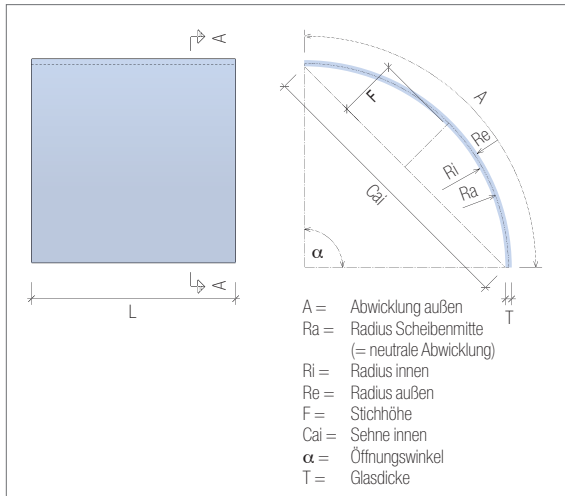 A
A
L
A
F
Re
Ri
Ra
Cai
α
T
A = Abwicklung außen
Ra = Radius Scheibenmitte
(= neutrale Abwicklung)
Ri = Radius innen
Re = Radius außen
F = Stichhöhe
Cai = Sehne innen
α = Öffnungswinkel
T = Glasdicke